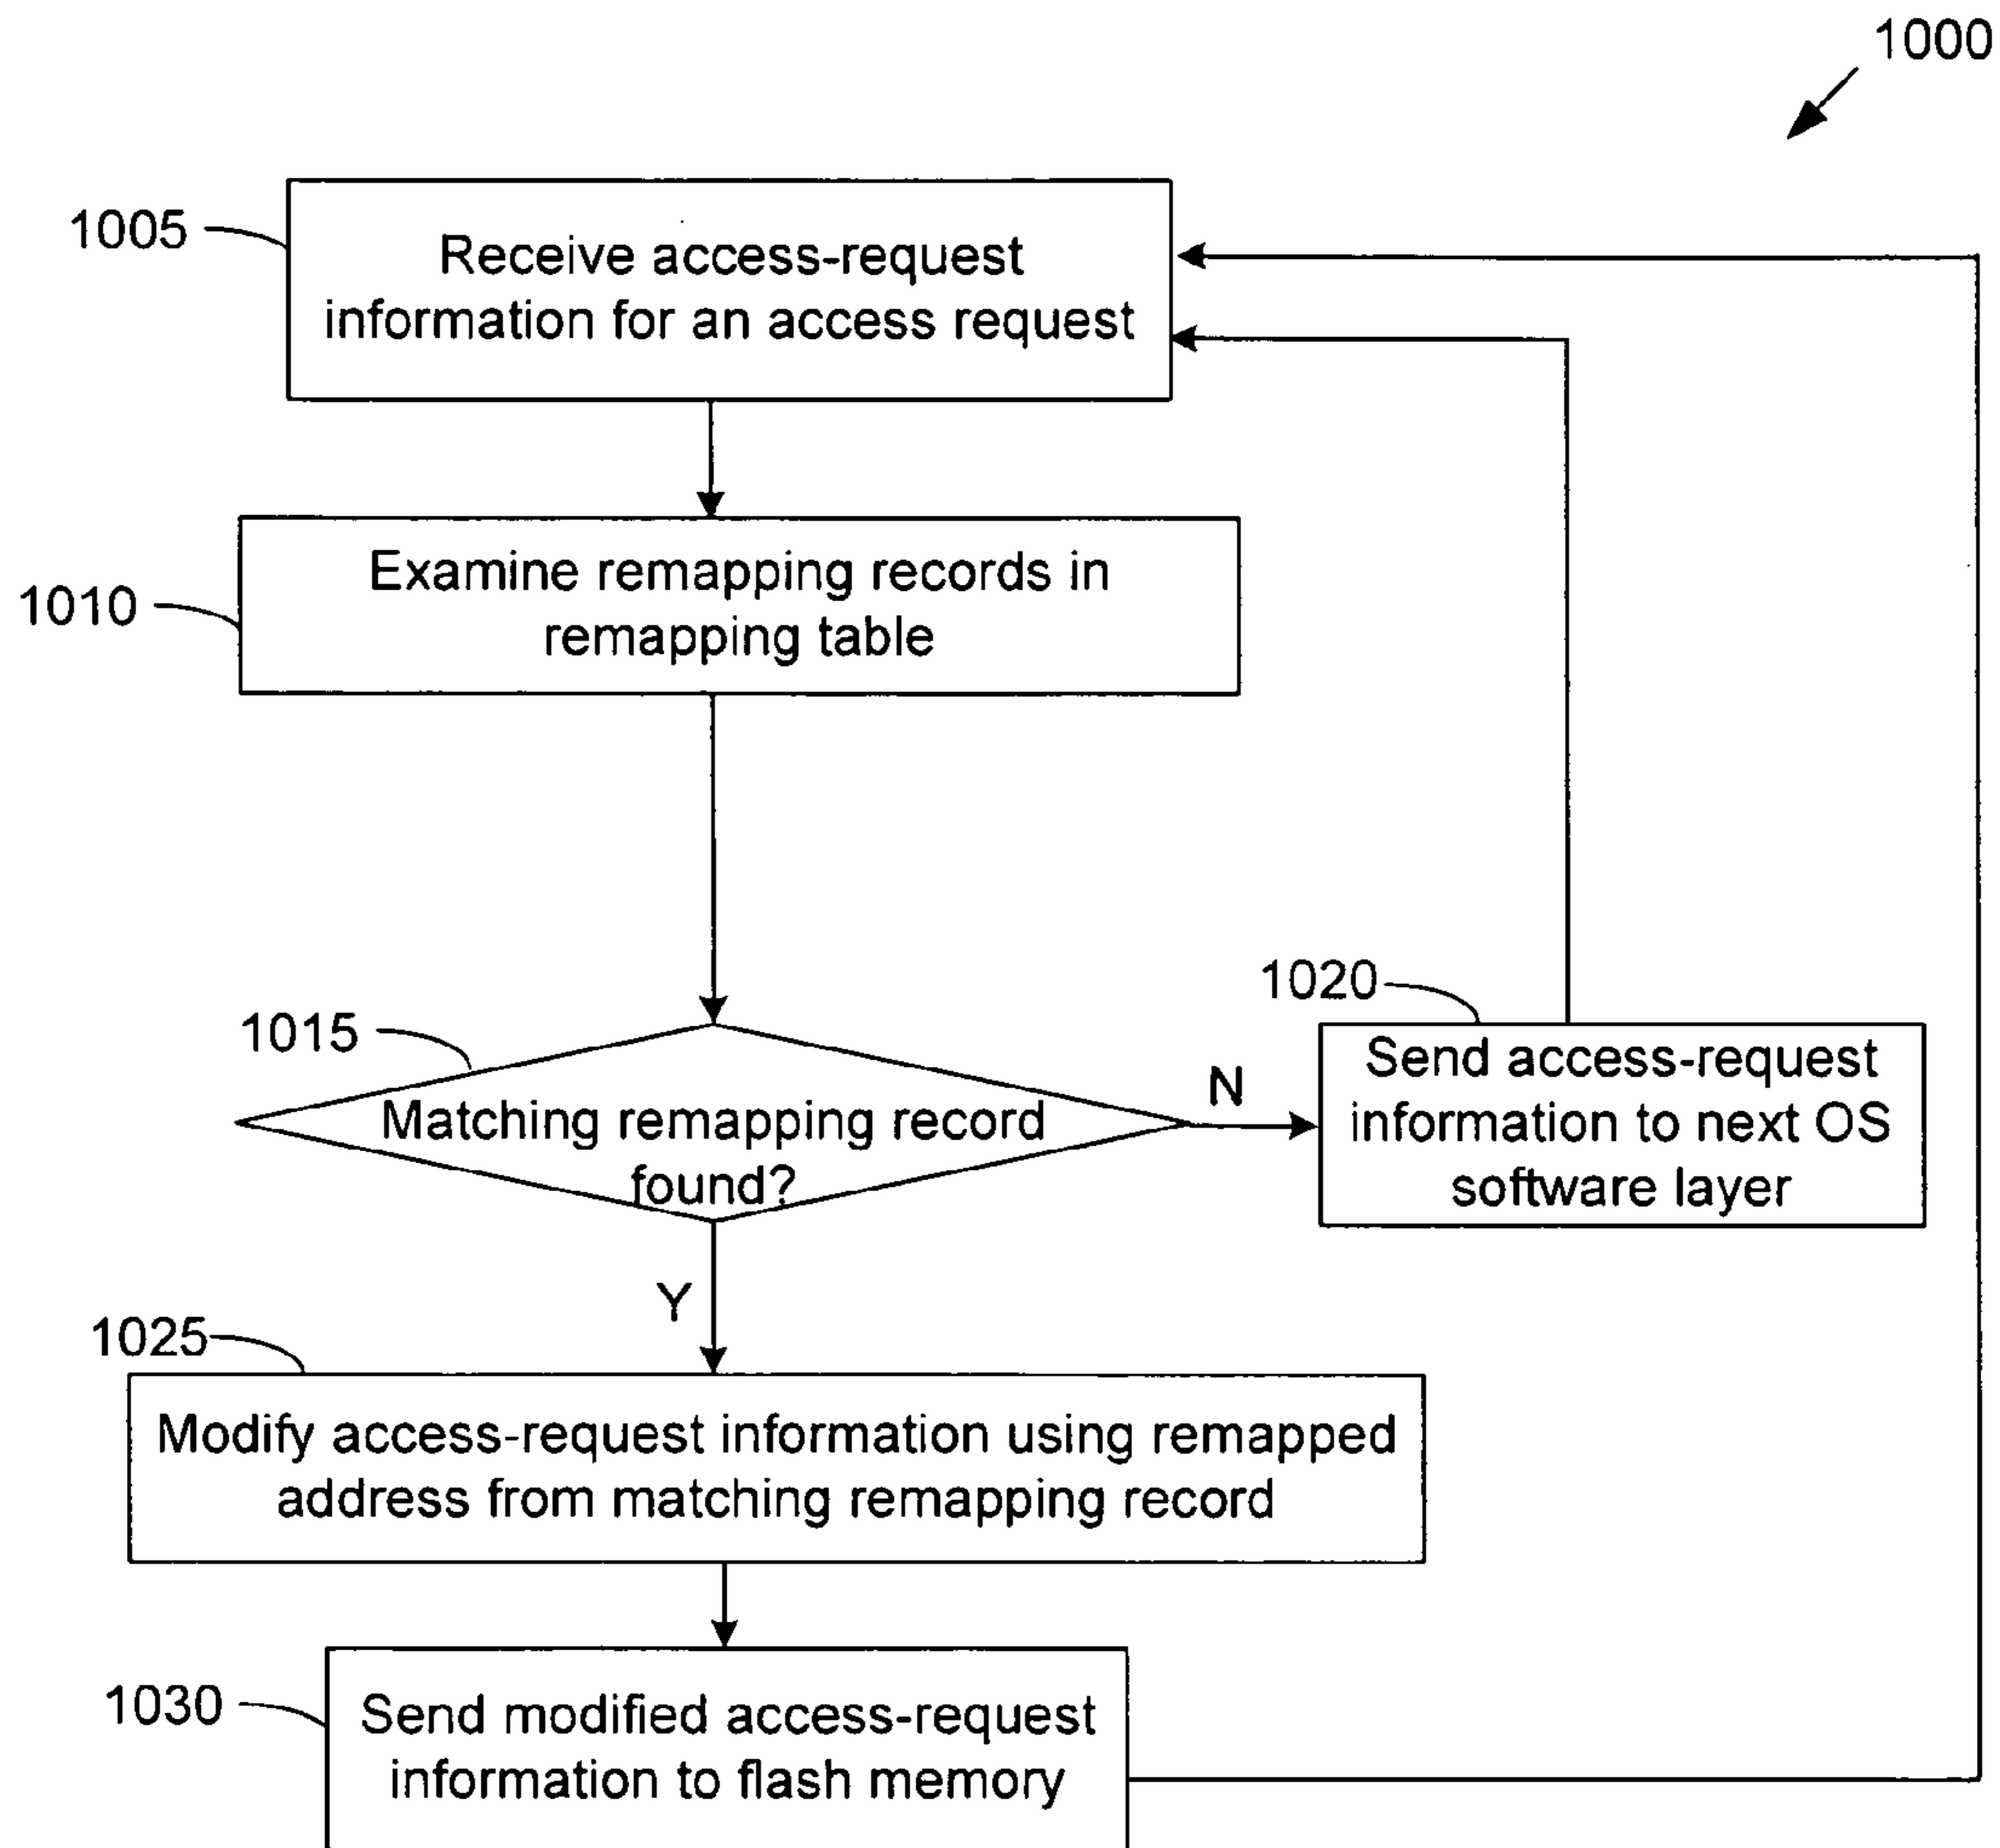 1000
1005
Receive access-request
information for an access request
1010
Examine remapping records in
remapping table
1015
Matching remapping record
found?
N
1020
Send access-request
information to next OS
software layer
Y
1025
Modify access-request information using remapped
address from matching remapping record
1030
Send modified access-request
information to flash memory